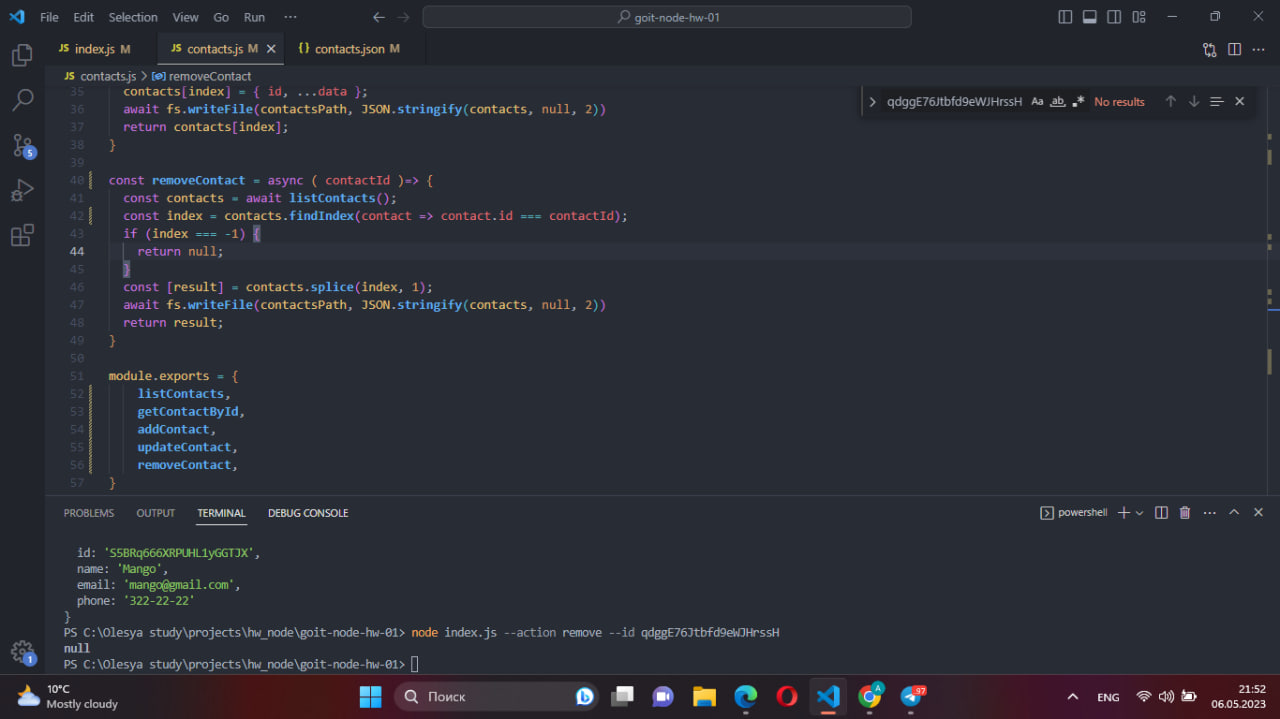 File Edit Selection View Go Run ··· goit-node-hw-01
JS index.js M JS contacts.js M {} contacts.json M
JS contacts.js > removeContact
qdggE76Jtbfd9eWJHrssH Aa ab No results
35 contacts[index] = { id, ...data };
36 await fs.writeFile(contactsPath, JSON.stringify(contacts, null, 2))
37 return contacts[index];
38 }
39
40 const removeContact = async ( contactId )=> {
41 const contacts = await listContacts();
42 const index = contacts.findIndex(contact => contact.id === contactId);
43 if (index === -1) {
44 return null;
45 }
46 const [result] = contacts.splice(index, 1);
47 await fs.writeFile(contactsPath, JSON.stringify(contacts, null, 2))
48 return result;
49 }
50
51 module.exports = {
52 listContacts,
53 getContactById,
54 addContact,
55 updateContact,
56 removeContact,
57 }
5
PROBLEMS OUTPUT TERMINAL DEBUG CONSOLE powershell
id: 'S5BRq666XRPUHL1yGGTJX',
name: 'Mango',
email: 'mango@gmail.com',
phone: '322-22-22'
}
PS C:\Olesya study\projects\hw_node\goit-node-hw-01> node index.js --action remove --id qdggE76Jtbfd9eWJHrssH
null
PS C:\Olesya study\projects\hw_node\goit-node-hw-01>
1
10°C
Mostly cloudy
Поиск
A
97
ENG
21:52
06.05.2023